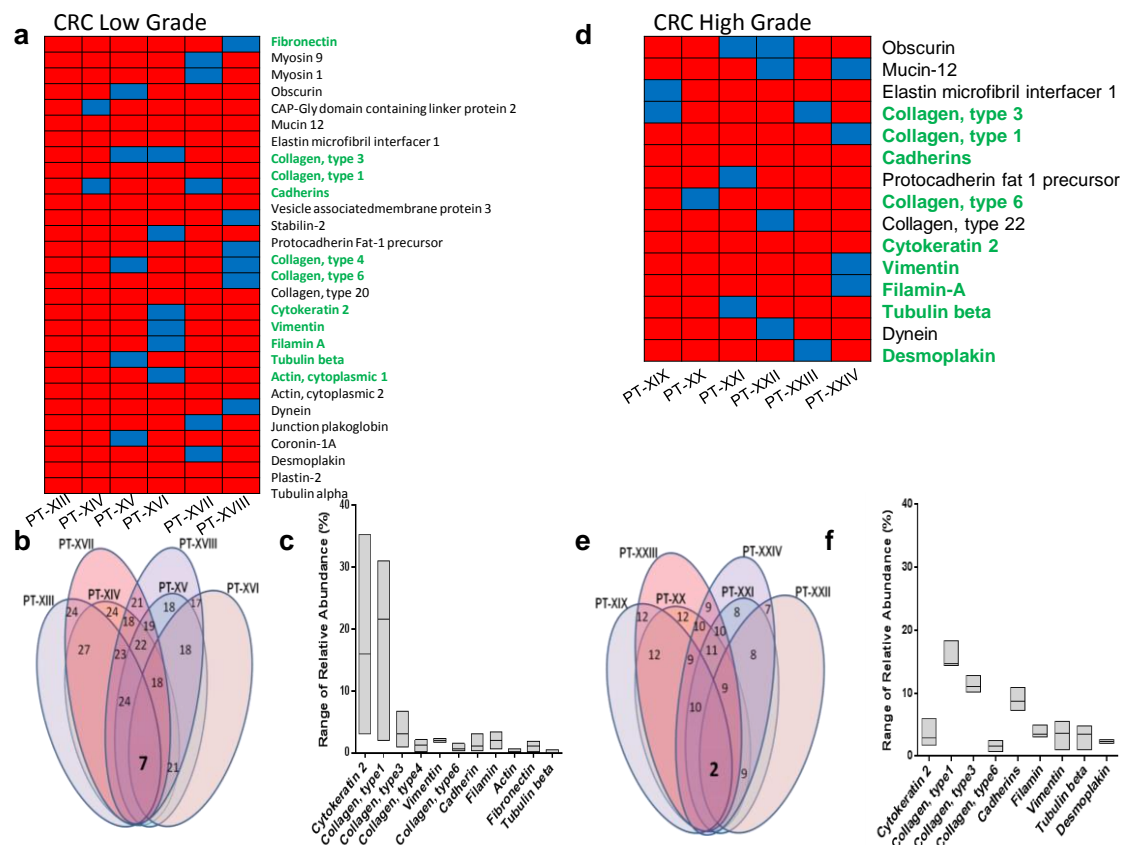 CRC Low Grade
a
Fibronectin
Myosin 9
Myosin 1
Obscurin
CAP-Gly domain containing linker protein 2
Mucin 12
Elastin microfibril interfacer 1
Collagen, type 3
Collagen, type 1
Cadherins
Vesicle associatedmembrane protein 3
Stabilin-2
Protocadherin Fat-1 precursor
Collagen, type 4
Collagen, type 6
Collagen, type 20
Cytokeratin 2
Vimentin
Filamin A
Tubulin beta
Actin, cytoplasmic 1
Actin, cytoplasmic 2
Dynein
Junction plakoglobin
Coronin-1A
Desmoplakin
Plastin-2
Tubulin alpha
PT-XIII
PT-XIV
PT-XV
PT-XVI
PT-XVII
PT-XVIII
CRC High Grade
d
Obscurin
Mucin-12
Elastin microfibril interfacer 1
Collagen, type 3
Collagen, type 1
Cadherins
Protocadherin fat 1 precursor
Collagen, type 6
Collagen, type 22
Cytokeratin 2
Vimentin
Filamin-A
Tubulin beta
Dynein
Desmoplakin
PT-XIX
PT-XX
PT-XXI
PT-XXII
PT-XXIII
PT-XXIV
b
PT-XVII
PT-XVIII
PT-XIII
PT-XIV
PT-XV
PT-XVI
24
24
21
18
17
18
19
27
23
22
18
18
24
7
21
c
Range of Relative Abundance (%)
40
30
20
10
0
Cytokeratin 2
Collagen, type1
Collagen, type3
Collagen, type4
Vimentin
Collagen, type6
Cadherin
Filamin
Actin
Fibronectin
Tubulin beta
e
PT-XXIII
PT-XXIV
PT-XIX
PT-XX
PT-XXI
PT-XXII
12
12
9
8
7
10
10
12
9
11
8
9
10
2
9
f
Range of Relative Abundance (%)
40
30
20
10
0
Cytokeratin 2
Collagen, type1
Collagen, type3
Collagen, type6
Cadherins
Filamin
Vimentin
Tubulin beta
Desmplakin